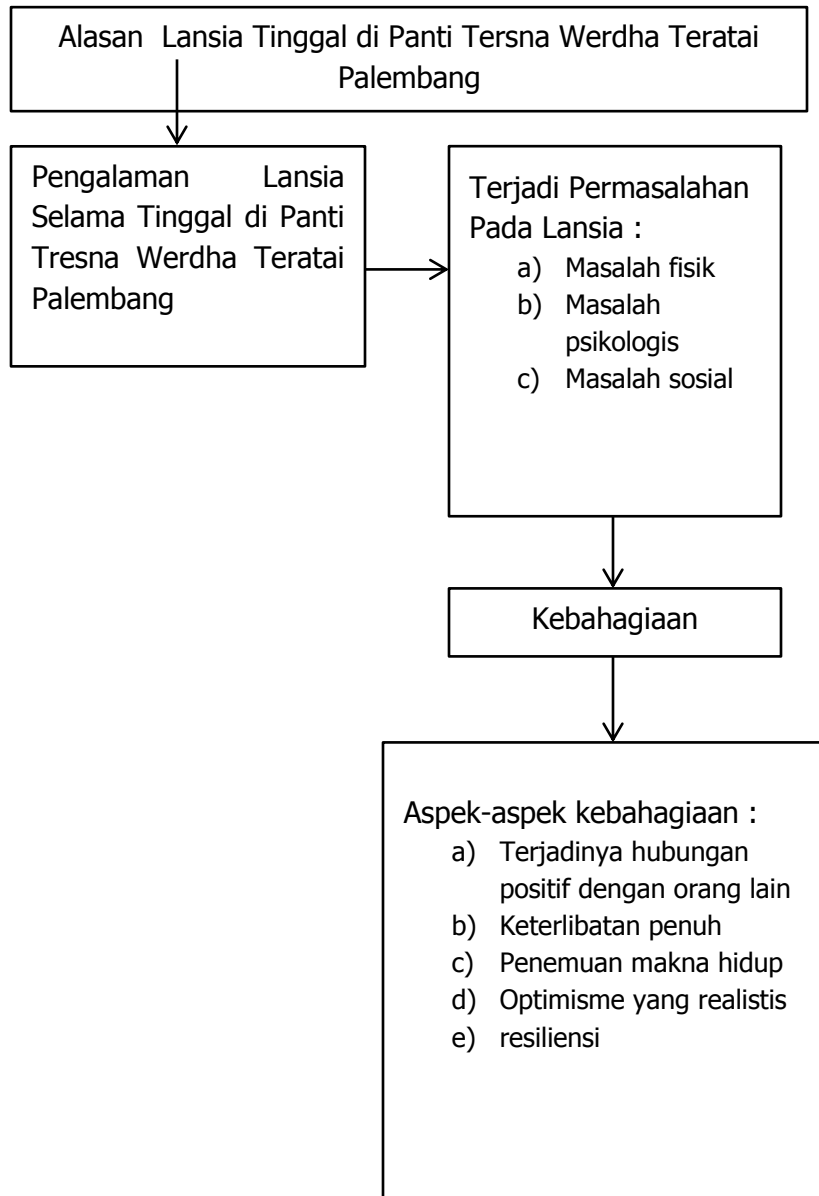 Alasan Lansia Tinggal di Panti Tersna Werdha Teratai
Palembang
Pengalaman Lansia
Selama Tinggal di Panti
Tresna Werdha Teratai
Palembang
Terjadi Permasalahan
Pada Lansia :
a) Masalah fisik
b) Masalah
psikologis
c) Masalah sosial
Kebahagiaan
Aspek-aspek kebahagiaan :
a) Terjadinya hubungan
positif dengan orang lain
b) Keterlibatan penuh
c) Penemuan makna hidup
d) Optimisme yang realistis
e) resiliensi